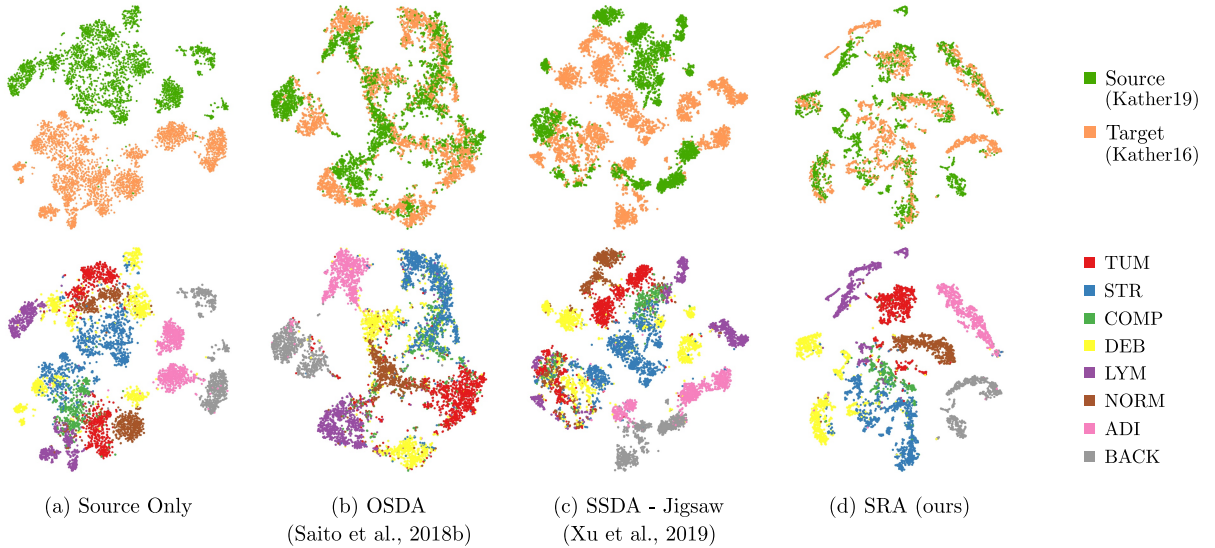 Source
(Kather19)
Target
(Kather16)
TUM
STR
COMP
DEB
LYM
NORM
ADI
BACK
(a) Source Only
(b) OSDA
(Saito et al., 2018b)
(c) SSDA - Jigsaw
(Xu et al., 2019)
(d) SRA (ours)